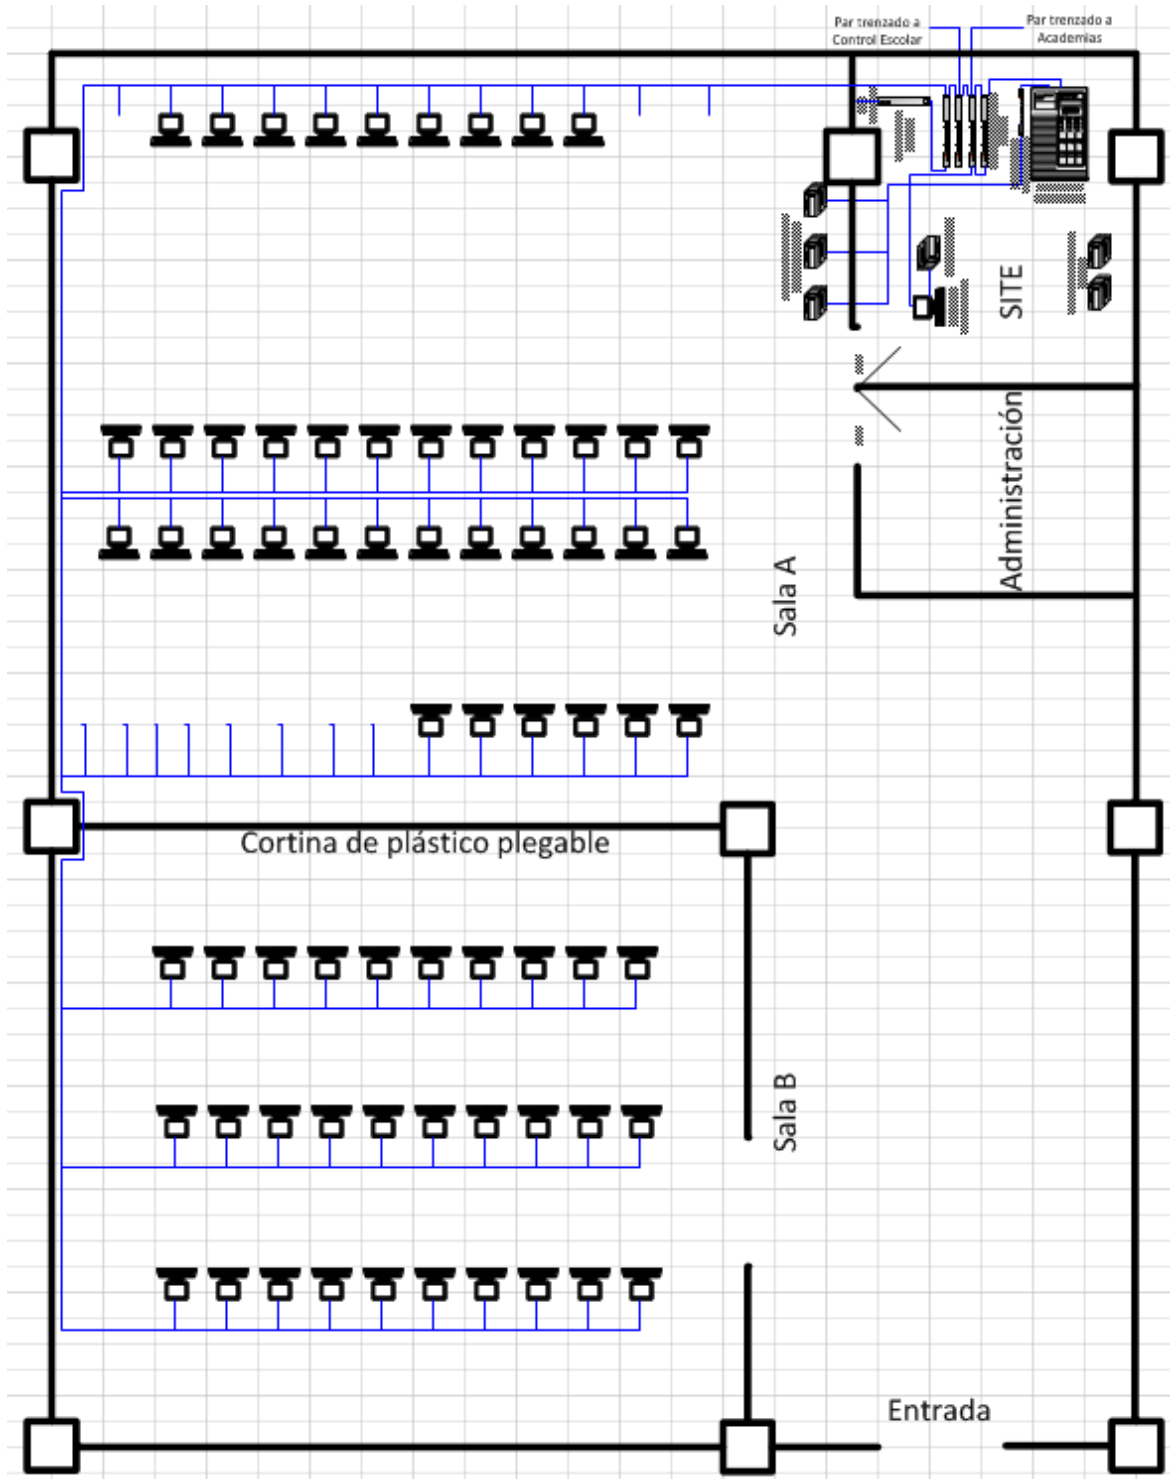 Par trenzado a
Control Escolar
Par trenzado a
Academias
SITE
Administración
Sala A
Cortina de plástico plegable
Sala B
Entrada